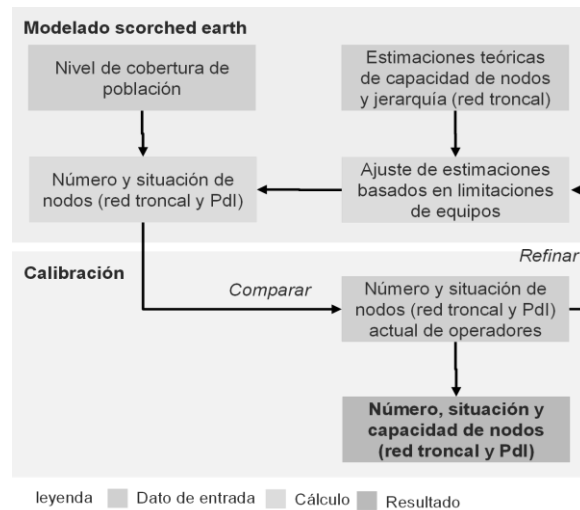 Modelado scorched earth
Nivel de cobertura de
población
Estimaciones teóricas
de capacidad de nodos
y jerarquía (red troncal)
Número y situación de
nodos (red troncal y PdI)
Ajuste de estimaciones
basados en limitaciones
de equipos
Calibración
Refinar
Comparar
Número y situación de
nodos (red troncal y PdI)
actual de operadores
Número, situación y
capacidad de nodos
(red troncal y PdI)
leyenda Dato de entrada Cálculo Resultado